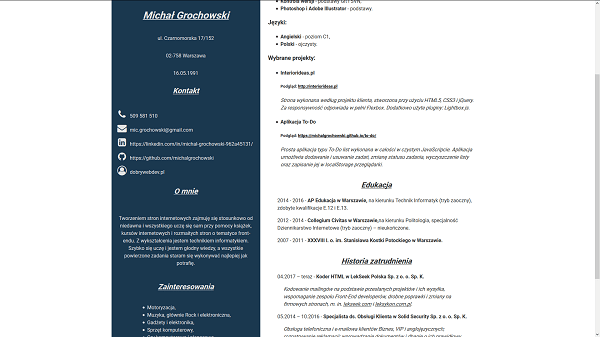 Michał Grochowski
ul. Czarnomorska 17/152
02-758 Warszawa
16.05.1991
Kontakt
509 581 510
mic.grochowski@gmail.com
https://linkedin.com/in/michał-grochowski-962a45131/
https://github.com/michalgrochowski
dobrywebdev.pl
O mnie
Tworzeniem stron internetowych zajmuję się stosunkowo od
niedawna i wszystkiego uczę się sam przy pomocy książek,
kursów internetowych i rozmaitych stron o tematyce front-
endu. Z wykształcenia jestem technikiem informatykiem.
Szybko się uczę i jestem głodny wiedzy, a wszystkie
powierzone zadania staram się wykonywać najlepiej jak
potrafię.
Zainteresowania
Motoryzacja,
Muzyka, głównie Rock i elektroniczna,
Gadżety i elektronika,
Sprzęt komputerowy,
Photoshop i Adobe Illustrator - podstawy.
Języki:
Angielski - poziom C1,
Polski - ojczysty.
Wybrane projekty:
Interiorideas.pl
Podgląd: http://interiorideas.pl
Strona wykonana według projektu klienta, stworzona przy użyciu HTML5, CSS3 i jQuery.
Za responsywność odpowiada w pełni Flexbox. Dodatkowo użyte pluginy: Lightbox.js.
Aplikacja To-Do
Podgląd: https://michalgrochowski.github.io/to-do/
Prosta aplikacja typu To-Do list wykonana w całości w czystym JavaScripcie. Aplikacja
umożliwia dodawanie i usuwanie zadań, zmianę statusu zadania, wyczyszczenie listy
oraz zapisanie jej w localStorage przeglądarki.
Edukacja
2014 - 2016 - AP Edukacja w Warszawie, na kierunku Technik Informatyk (tryb zaoczny),
zdobyte kwalifikacje E.12 i E.13.
2012 - 2014 - Collegium Civitas w Warszawie,na kierunku Politologia, specjalność
Dziennikarstwo Internetowe (tryb zaoczny) – nieukończone.
2007 - 2011 - XXXVIII L.o. im. Stanisława Kostki Potockiego w Warszawie.
Historia zatrudnienia
04.2017 – teraz - Koder HTML w LekSeek Polska Sp. z o. o. Sp. K.
Kodowanie mailingów na podstawie przesłanych projektów i ich wysyłka,
wspomaganie zespołu Front-End developerów, drobne poprawki i zmiany na
firmowych stronach, m. in. lekseek.com i leksykon.com.pl.
05.2014 – 10.2016 - Specjalista ds. Obsługi Klienta w Solid Security Sp. z o. o. Sp. K.
Obsługa telefoniczna i e-mailowa klientów Biznes, VIP i anglojęzycznych;